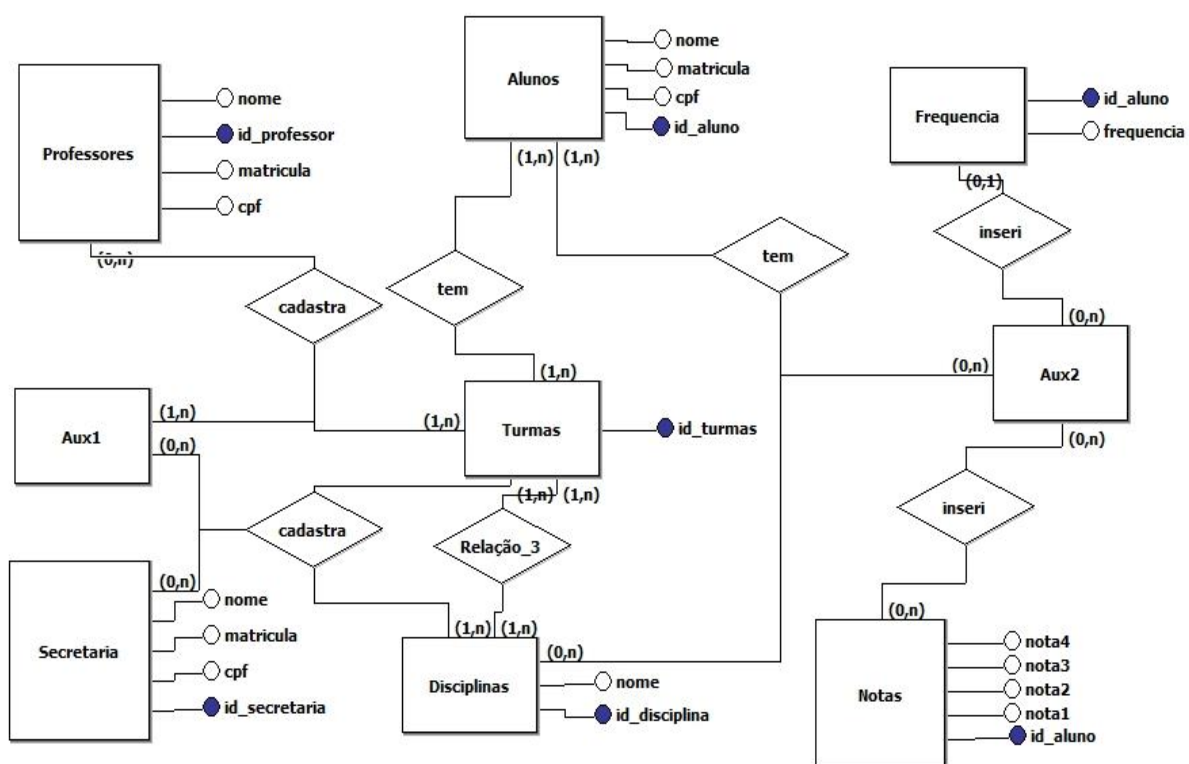 Professores
nome
id_professor
matricula
cpf
(0,n)
cadastra
Alunos
nome
matricula
cpf
id_aluno
(1,n)
(1,n)
tem
tem
Frequencia
id_aluno
frequencia
(0,1)
inseri
(0,n)
Aux2
(0,n)
(0,n)
inseri
(0,n)
Notas
nota4
nota3
nota2
nota1
id_aluno
Aux1
(1,n)
(0,n)
(1,n)
(1,n)
Turmas
id_turmas
(1,n)
(1,n)
cadastra
Relação_3
Secretaria
(0,n)
nome
matricula
cpf
id_secretaria
(1,n)
(1,n)
(0,n)
Disciplinas
nome
id_disciplina